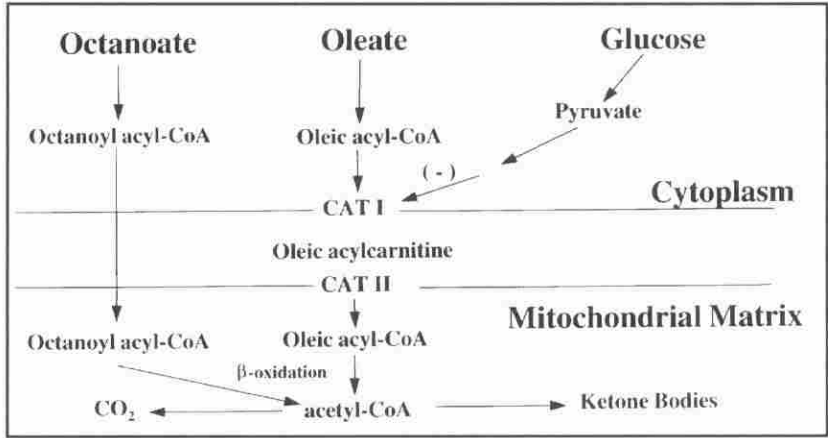 Octanoate Oleate Glucose
Pyruvate
Octanoyl acyl-CoA Oleic acyl-CoA
( - )
Cytoplasm
CAT I
Oleic acylcarnitine
CAT II
Mitochondrial Matrix
Octanoyl acyl-CoA Oleic acyl-CoA
β-oxidation
CO₂ acetyl-CoA Ketone Bodies